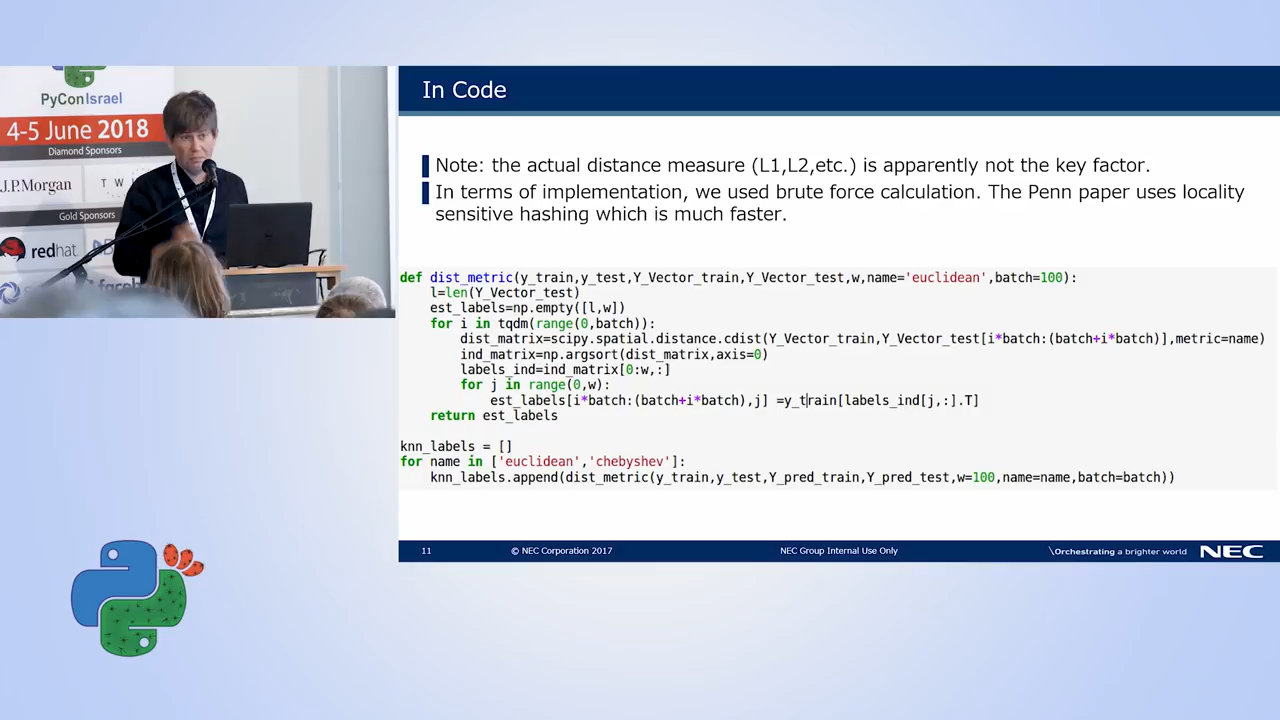 PyConIsrael
4-5 June 2018
Diamond Sponsors
J.P.Morgan
T W
Gold Sponsors
redhat
In Code
Note: the actual distance measure (L1,L2,etc.) is apparently not the key factor.
In terms of implementation, we used brute force calculation. The Penn paper uses locality
sensitive hashing which is much faster.
def dist_metric(y_train,y_test,Y_Vector_train,Y_Vector_test,w,name='euclidean',batch=100):
l=len(Y_Vector_test)
est_labels=np.empty([l,w])
for i in tqdm(range(0,batch)):
dist_matrix=scipy.spatial.distance.cdist(Y_Vector_train,Y_Vector_test[i*batch:(batch+i*batch)],metric=name)
ind_matrix=np.argsort(dist_matrix,axis=0)
labels_ind=ind_matrix[0:w,:]
for j in range(0,w):
est_labels[i*batch:(batch+i*batch),j] =y_train[labels_ind[j,:].T]
return est_labels
knn_labels = []
for name in ['euclidean','chebyshev']:
knn_labels.append(dist_metric(y_train,y_test,Y_pred_train,Y_pred_test,w=100,name=name,batch=batch))
11
© NEC Corporation 2017
NEC Group Internal Use Only
\Orchestrating a brighter world
NEC